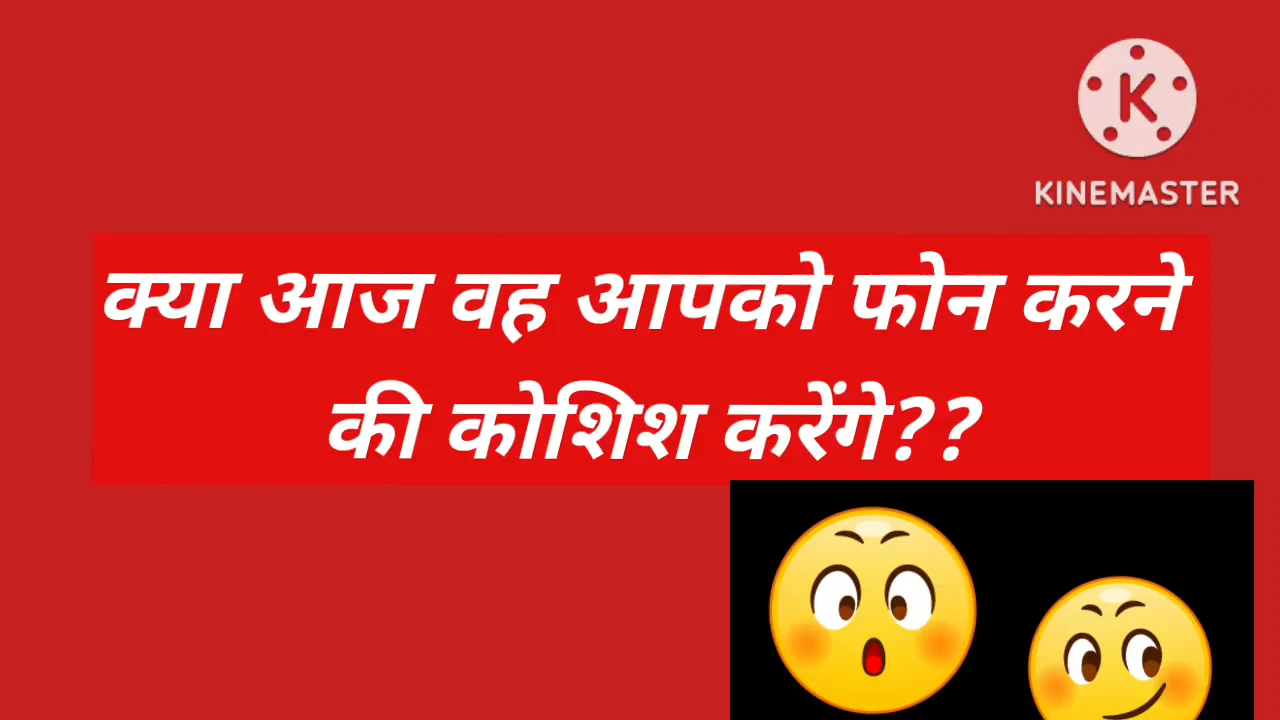 K
KINEMASTER
क्या आज वह आपको फोन करने
की कोशिश करेंगे??